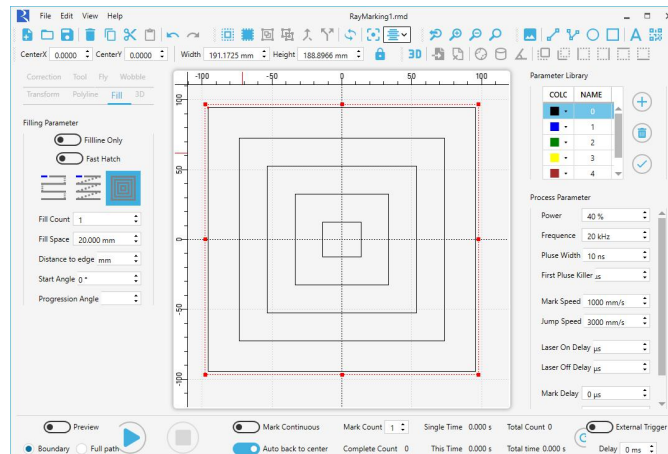 File Edit View Help RayMarking1.md
CenterX 0.0000 CenterY 0.0000 Width 191.1725 mm Height 188.8966 mm 3D
Correction Tool Fly Wobble
Transform Polyline Fill 3D
Filling Parameter
Fillline Only
Fast Hatch
Fill Count 1
Fill Space 20.000 mm
Distance to edge mm
Start Angle 0 °
Progression Angle
-100 -50 0 50 100
100
50
0
-50
-100
Parameter Library
COLC NAME
0
1
2
3
4
Process Parameter
Power 40 %
Frequence 20 kHz
Pluse Width 10 ns
First Pluse Killer µs
Mark Speed 1000 mm/s
Jump Speed 3000 mm/s
Laser On Delay µs
Laser Off Delay µs
Mark Delay 0 µs
Preview Mark Continuous Mark Count 1 Single Time 0.000 s Total Count 0 External Trigger
Boundary Full path Auto back to center Complete Count 0 This Time 0.000 s Total time 0.000 s Delay 0 ms